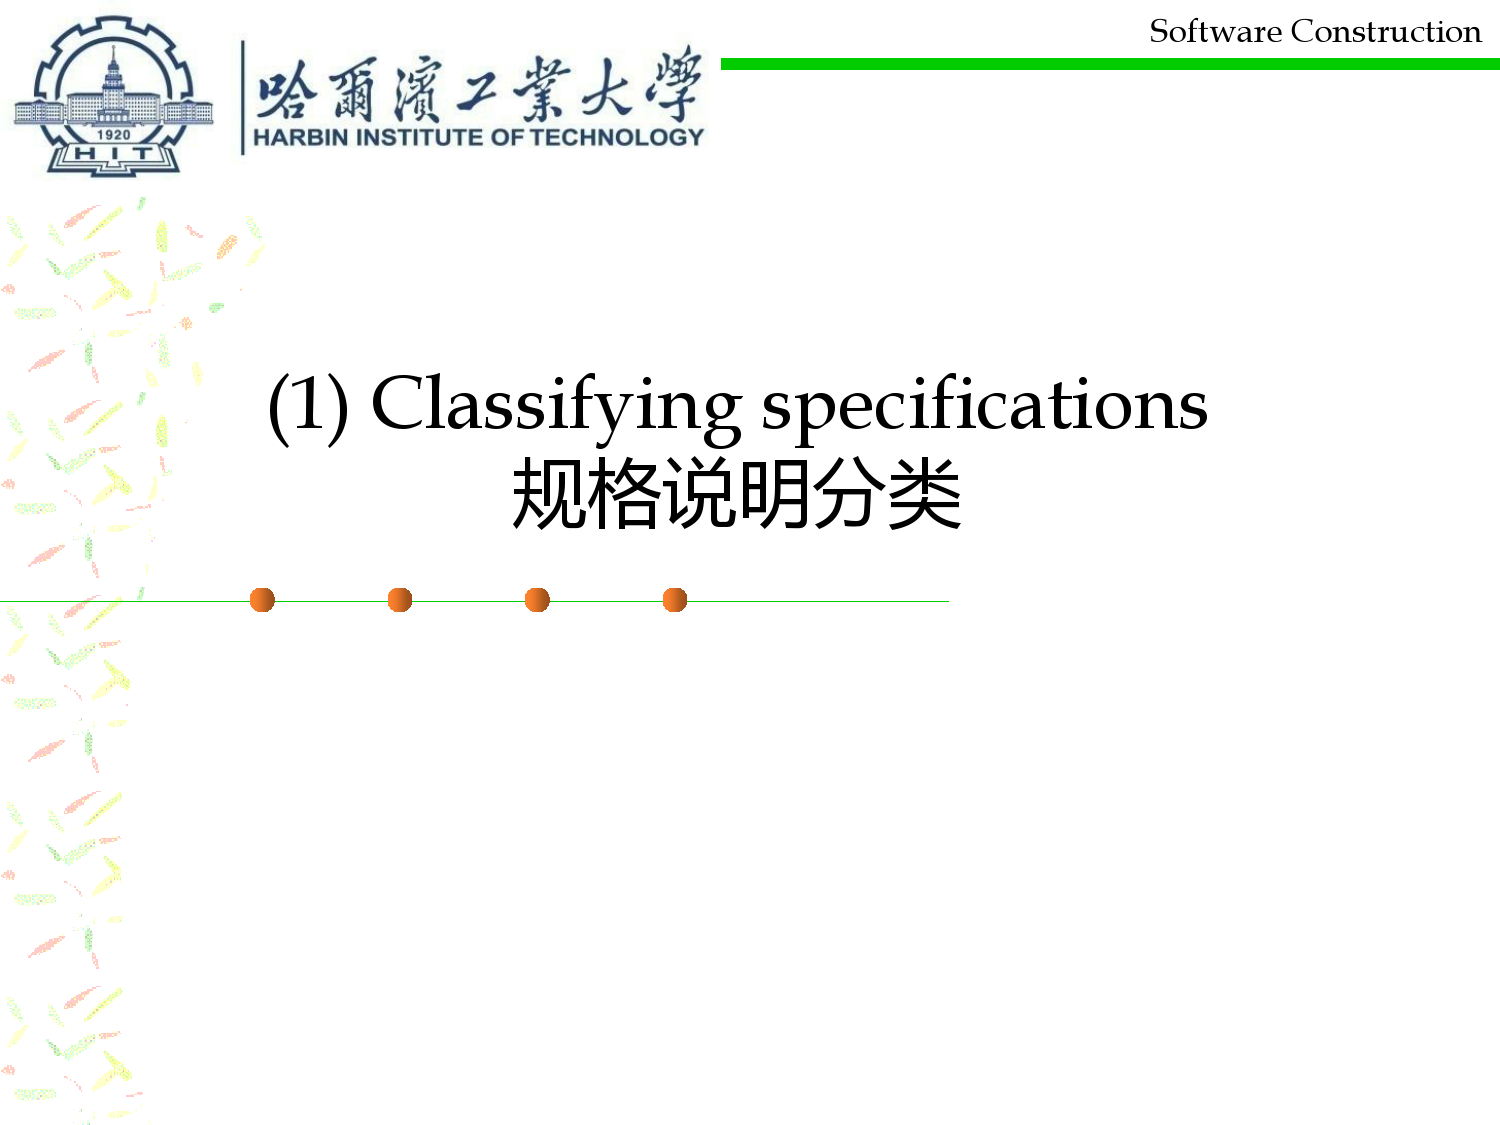 Software Construction
哈爾濱工業大學
HARBIN INSTITUTE OF TECHNOLOGY
1920
HIT
(1) Classifying specifications
规格说明分类